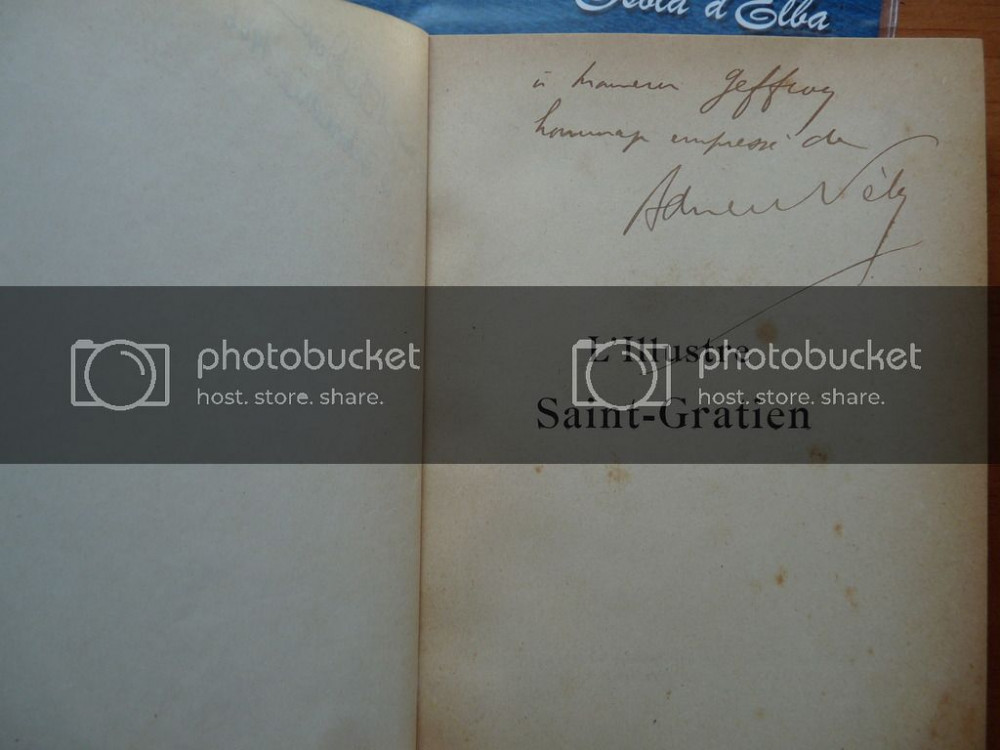 Isola d'Elba
à Monsieur Geffroy
hommage empressé de
Adrien Vély
L'Illustre
Saint-Gratien
photobucket
host. store. share.
photobucket
host. store. share.